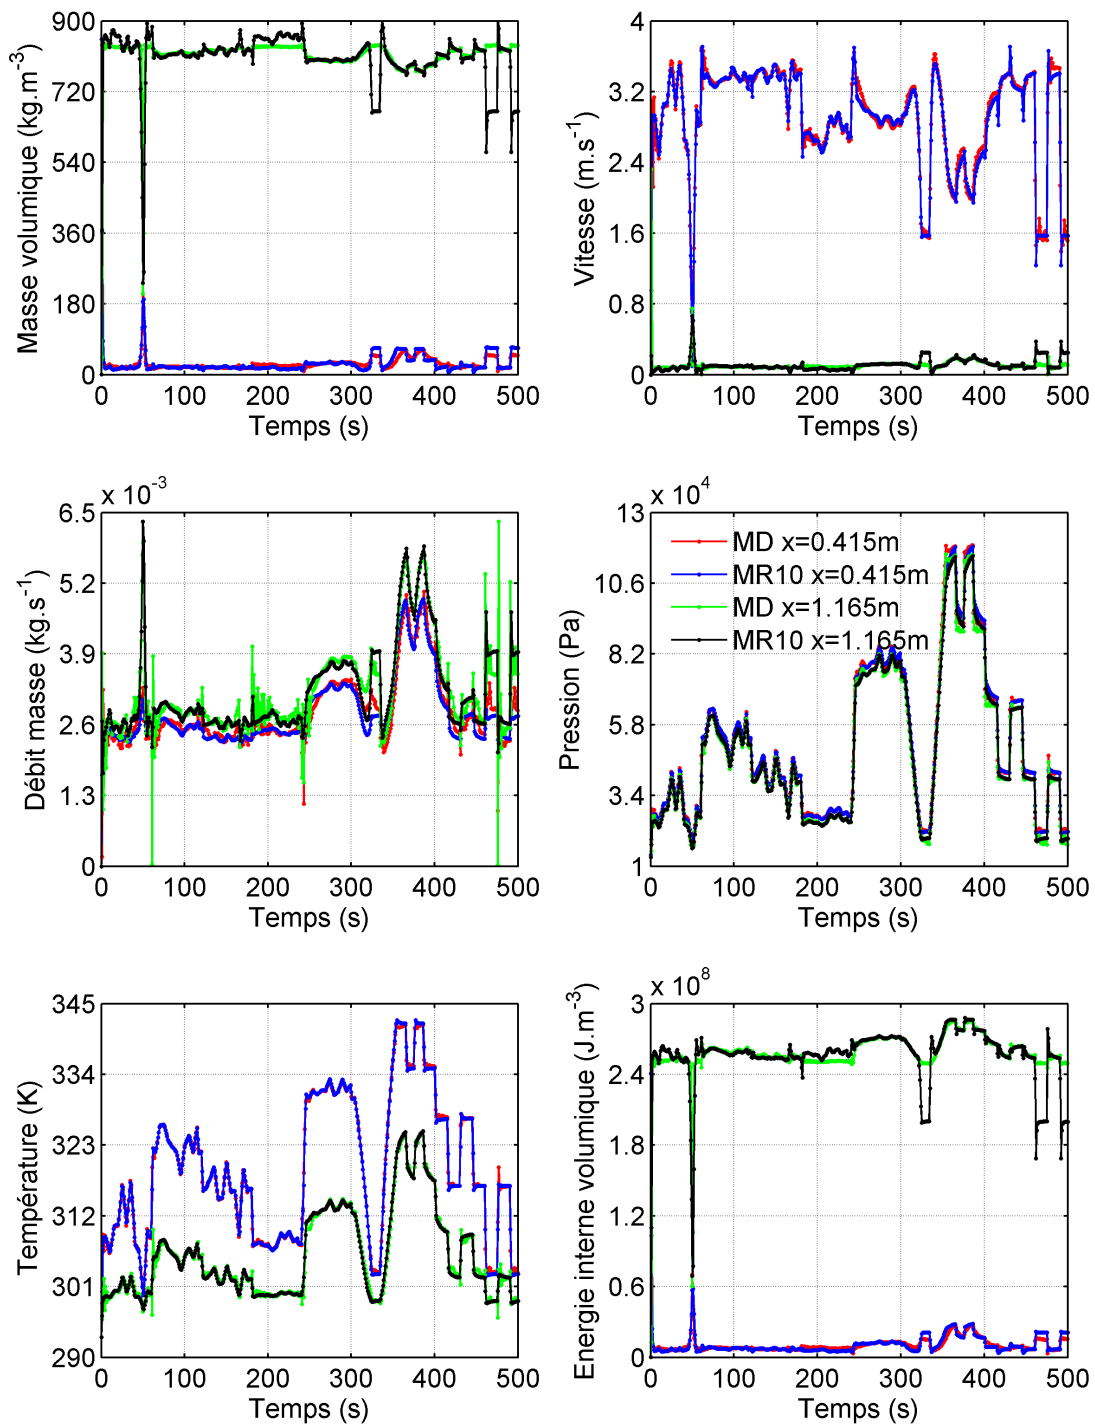 900
720
540
360
180
0
Masse volumique (kg.m-3)
0 100 200 300 400 500
Temps (s)
4
3.2
2.4
1.6
0.8
0
Vitesse (m.s-1)
0 100 200 300 400 500
Temps (s)
x 10-3
6.5
5.2
3.9
2.6
1.3
0
Débit masse (kg.s-1)
0 100 200 300 400 500
Temps (s)
x 104
13
10.6
8.2
5.8
3.4
1
Pression (Pa)
MD x=0.415m
MR10 x=0.415m
MD x=1.165m
MR10 x=1.165m
0 100 200 300 400 500
Temps (s)
345
334
323
312
301
290
Température (K)
0 100 200 300 400 500
Temps (s)
x 108
3
2.4
1.8
1.2
0.6
0
Energie interne volumique (J.m-3)
0 100 200 300 400 500
Temps (s)